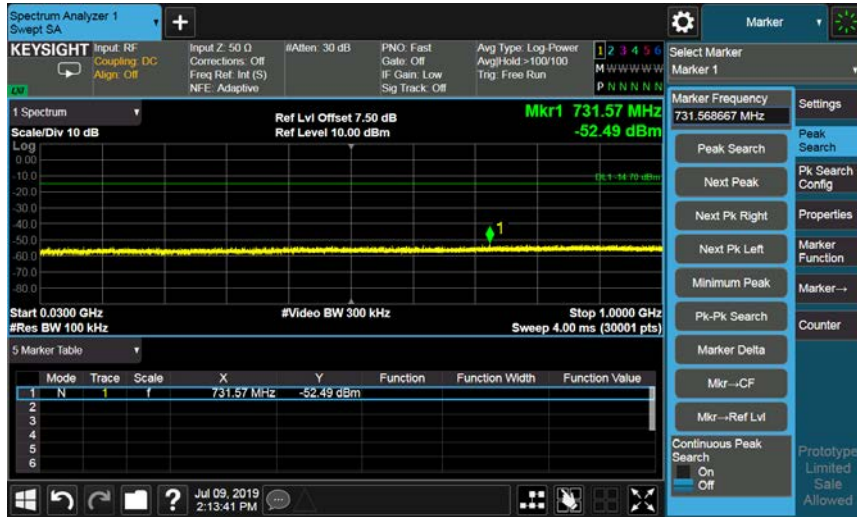 Spectrum Analyzer 1
Swept SA
Marker
KEYSIGHT
Input: RF
Coupling: DC
Align: Off
Input Z: 50 Ω
Corrections: Off
Freq Ref: Int (S)
NFE: Adaptive
#Atten: 30 dB
PNO: Fast
Gate: Off
IF Gain: Low
Sig Track: Off
Avg Type: Log-Power
Avg|Hold:>100/100
Trig: Free Run
1 2 3 4 5 6
M W W W W W
P N N N N N
LXI
Select Marker
Marker 1
1 Spectrum
Scale/Div 10 dB
Ref Lvl Offset 7.50 dB
Ref Level 10.00 dBm
Mkr1 731.57 MHz
-52.49 dBm
Log
0.00
-10.0
-20.0
-30.0
-40.0
-50.0
-60.0
-70.0
-80.0
DL1 -14.70 dBm
1
Start 0.0300 GHz
#Res BW 100 kHz
#Video BW 300 kHz
Stop 1.0000 GHz
Sweep 4.00 ms (30001 pts)
5 Marker Table
Mode Trace Scale X Y Function Function Width Function Value
1 N 1 f 731.57 MHz -52.49 dBm
2
3
4
5
6
Marker Frequency
731.568667 MHz
Peak Search
Next Peak
Next Pk Right
Next Pk Left
Minimum Peak
Pk-Pk Search
Marker Delta
Mkr→CF
Mkr→Ref Lvl
Continuous Peak
Search
On
Off
Settings
Peak
Search
Pk Search
Config
Properties
Marker
Function
Marker→
Counter
Prototype
Limited
Sale
Allowed
?
Jul 09, 2019
2:13:41 PM